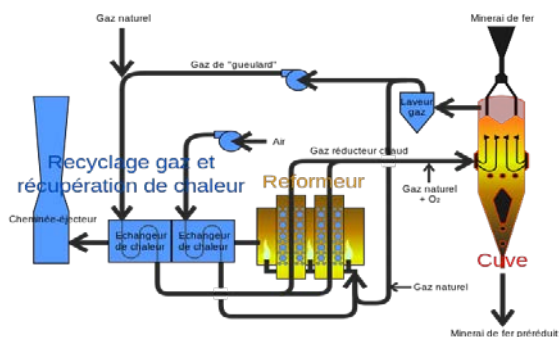 Gaz naturel
Minerai de fer
Gaz de "gueulard"
Laveur
gaz
Air
Gaz réducteur chaud
Recyclage gaz et
récupération de chaleur
Reformeur
Gaz naturel
+ O₂
Cheminée-éjecteur
Echangeur
de chaleur
Echangeur
de chaleur
Cuve
Gaz naturel
Minerai de fer préréduit